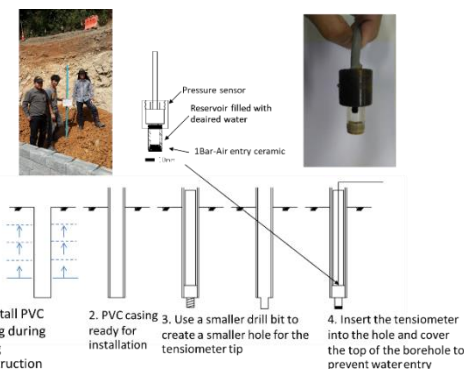 Pressure sensor
Reservoir filled with
deaired water
1Bar-Air entry ceramic
10mm
tall PVC
g during
ruction
2. PVC casing
ready for
installation
3. Use a smaller drill bit to
create a smaller hole for the
tensiometer tip
4. Insert the tensiometer
into the hole and cover
the top of the borehole to
prevent water entry